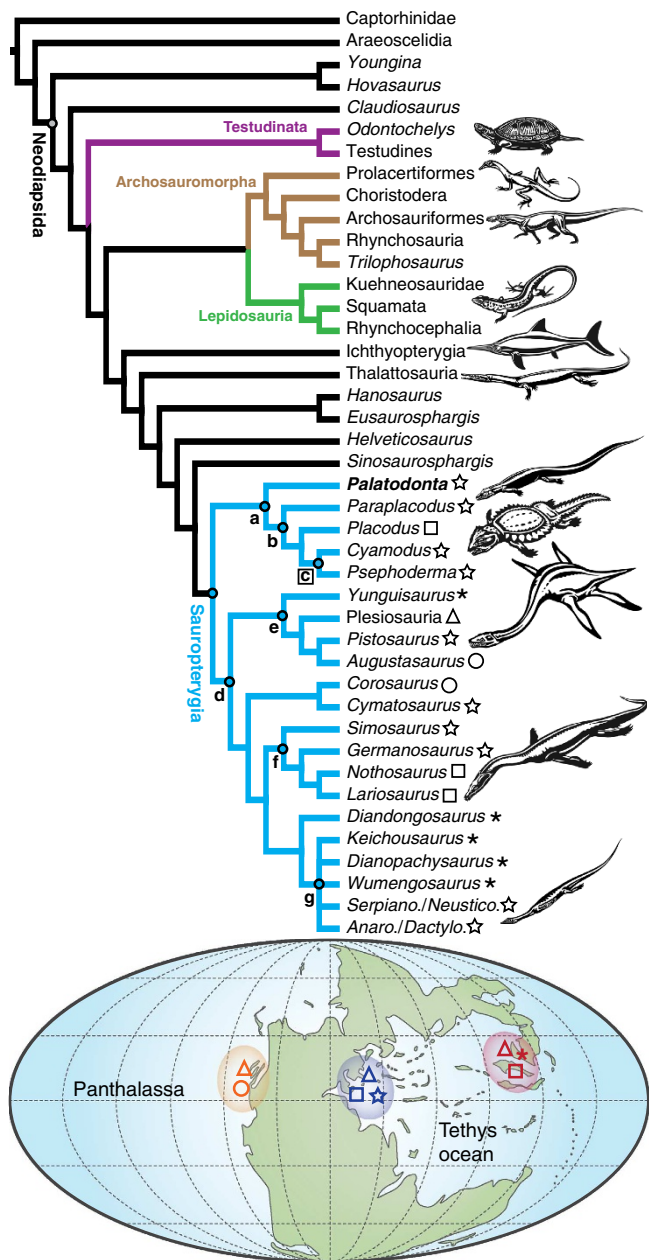 Captorhinidae
Araeoscelidia
Youngina
Hovasaurus
Neodiapsida
Claudiosaurus
Testudinata
Odontochelys
Testudines
Archosauromorpha
Prolacertiformes
Choristodera
Archosauriformes
Rhynchosauria
Trilophosaurus
Kuehneosauridae
Lepidosauria
Squamata
Rhynchocephalia
Ichthyopterygia
Thalattosauria
Hanosaurus
Eusaurosphargis
Helveticosaurus
Sinosaurosphargis
Palatodonta
a
Paraplacodus
b
Placodus
Cyamodus
c
Psephoderma
Sauropterygia
Yunguisaurus*
e
Plesiosauria
Pistosaurus
Augustasaurus
d
Corosaurus
Cymatosaurus
Simosaurus
f
Germanosaurus
Nothosaurus
Lariosaurus
Diandongosaurus *
Keichousaurus *
Dianopachysaurus *
Wumengosaurus *
g
Serpiano./Neustico.
Anaro./Dactylo.
Panthalassa
Tethys
ocean